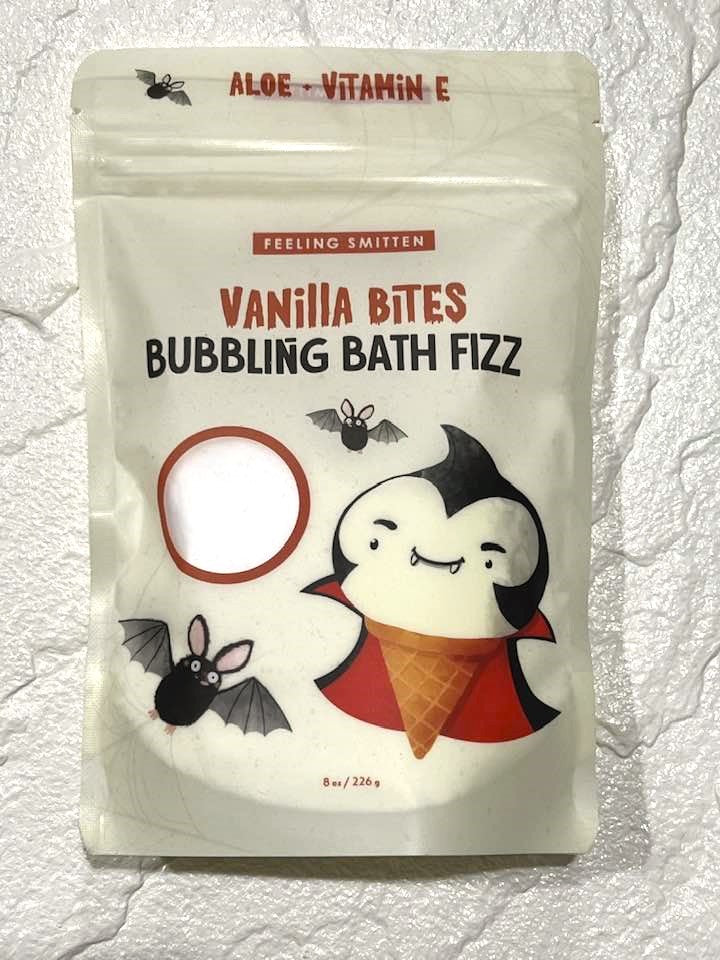 ALOE + VITAMIN E
FEELING SMITTEN
VANILLA BITES
BUBBLING BATH FIZZ
8 oz / 226 g